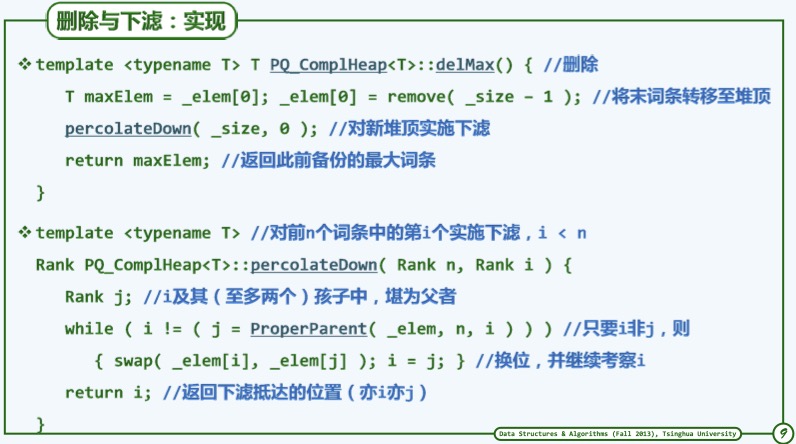 删除与下滤：实现
❖ template <typename T> T PQ_ComplHeap<T>::delMax() { //删除
T maxElem = _elem[0]; _elem[0] = remove( _size – 1 ); //将末词条转移至堆顶
percolateDown( _size, 0 ); //对新堆顶实施下滤
return maxElem; //返回此前备份的最大词条
}
❖ template <typename T> //对前n个词条中的第i个实施下滤，i < n
Rank PQ_ComplHeap<T>::percolateDown( Rank n, Rank i ) {
Rank j; //i及其（至多两个）孩子中，堪为父者
while ( i != ( j = ProperParent( _elem, n, i ) ) ) //只要i非j，则
{ swap( _elem[i], _elem[j] ); i = j; } //换位，并继续考察i
return i; //返回下滤抵达的位置（亦i亦j）
}
Data Structures & Algorithms (Fall 2013), Tsinghua University
9